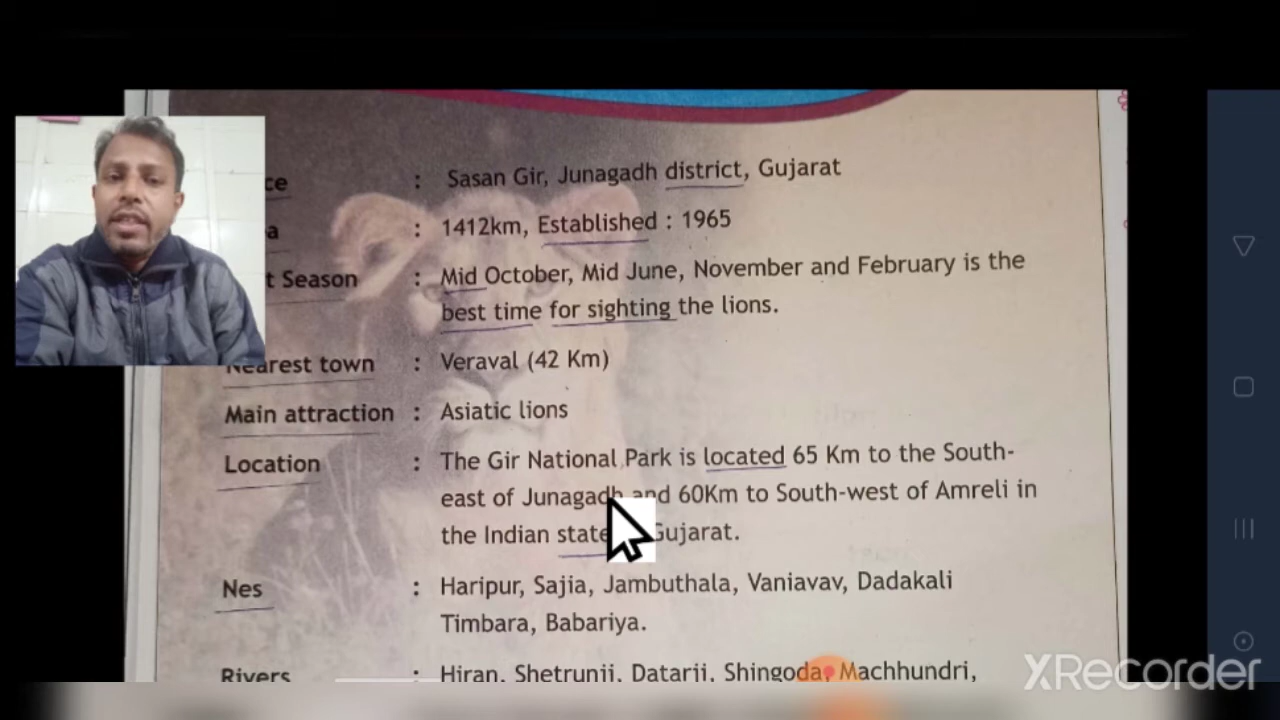 ce : Sasan Gir, Junagadh district, Gujarat
a : 1412km, Established : 1965
t Season : Mid October, Mid June, November and February is the
best time for sighting the lions.
Nearest town : Veraval (42 Km)
Main attraction : Asiatic lions
Location : The Gir National Park is located 65 Km to the South-
east of Junagadh and 60Km to South-west of Amreli in
the Indian state Gujarat.
Nes : Haripur, Sajia, Jambuthala, Vaniavav, Dadakali
Timbara, Babariya.
Rivers : Hiran, Shetrunji, Datarji, Shingoda, Machhundri,
XRecorder